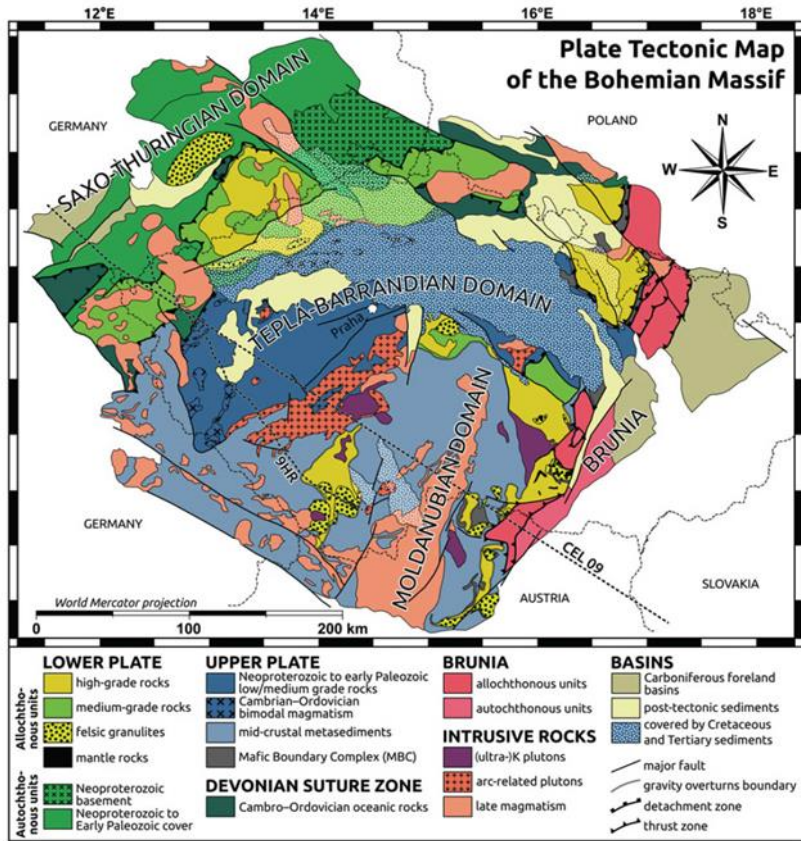 12°E 14°E 16°E 18°E
Plate Tectonic Map
of the Bohemian Massif
GERMANY
POLAND
SAXO-THURINGIAN DOMAIN
N
W E
S
TEPLA-BARRANDIAN DOMAIN
Praha
MOLDANUBIAN DOMAIN
BRUNIA
9HR
CEL 09
GERMANY
AUSTRIA
SLOVAKIA
World Mercator projection
0 100 200 km
LOWER PLATE
Allochtho-
nous units
high-grade rocks
medium-grade rocks
felsic granulites
mantle rocks
Autochtho-
nous units
Neoproterozoic
basement
Neoproterozoic to
Early Paleozoic cover
UPPER PLATE
Neoproterozoic to early Paleozoic
low/medium grade rocks
Cambrian–Ordovician
bimodal magmatism
mid-crustal metasediments
Mafic Boundary Complex (MBC)
DEVONIAN SUTURE ZONE
Cambro–Ordovician oceanic rocks
BRUNIA
allochthonous units
autochthonous units
INTRUSIVE ROCKS
(ultra-)K plutons
arc-related plutons
late magmatism
BASINS
Carboniferous foreland
basins
post-tectonic sediments
covered by Cretaceous
and Tertiary sediments
major fault
gravity overturns boundary
detachment zone
thrust zone